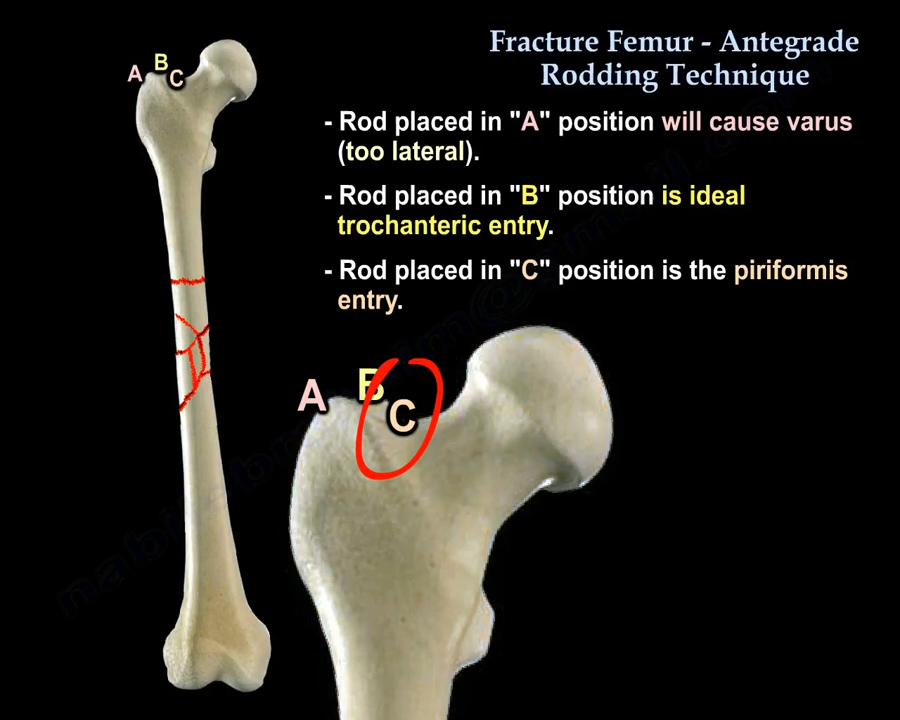 Fracture Femur - Antegrade
Rodding Technique
A
B
C
- Rod placed in "A" position will cause varus
(too lateral).
- Rod placed in "B" position is ideal
trochanteric entry.
- Rod placed in "C" position is the piriformis
entry.
A
B
C